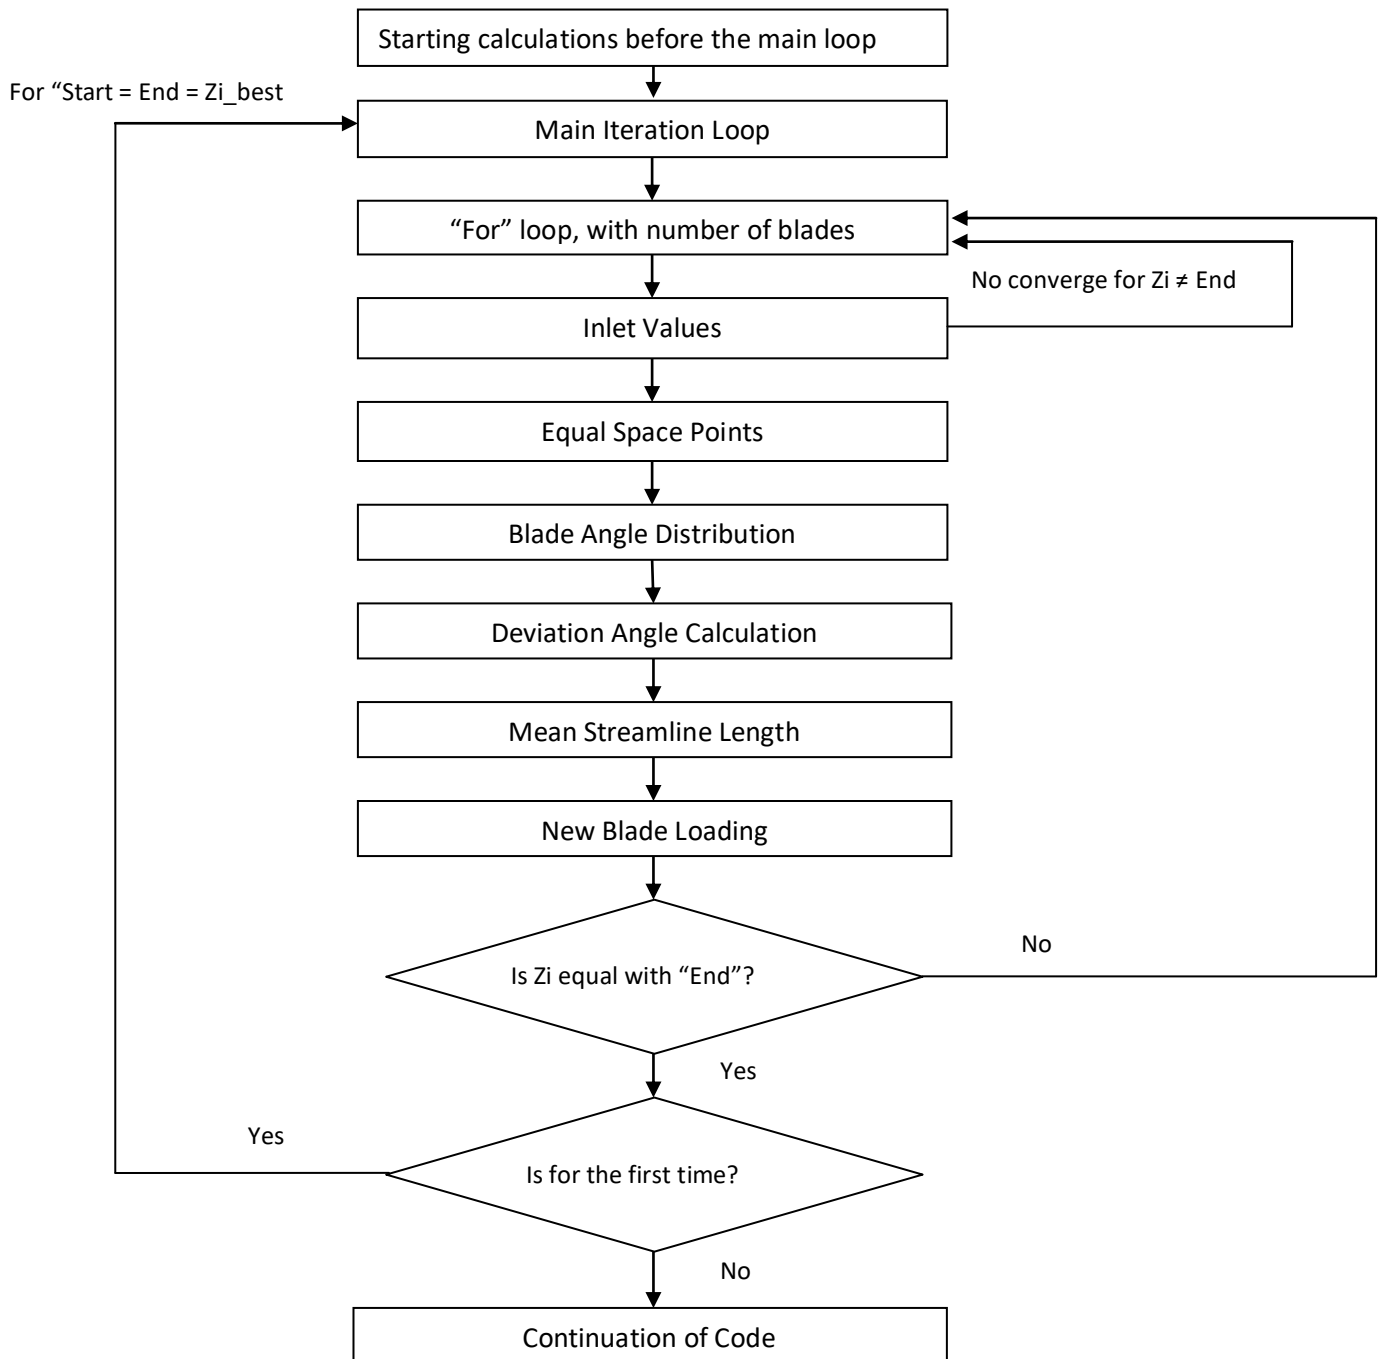 Starting calculations before the main loop
For “Start = End = Zi_best
Main Iteration Loop
“For” loop, with number of blades
No converge for Zi ≠ End
Inlet Values
Equal Space Points
Blade Angle Distribution
Deviation Angle Calculation
Mean Streamline Length
New Blade Loading
No
Is Zi equal with “End”?
Yes
Yes
Is for the first time?
No
Continuation of Code